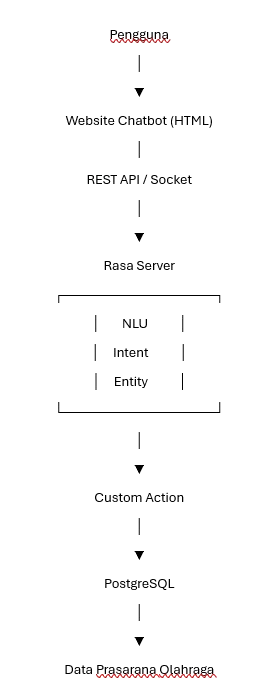 Pengguna
│
▼
Website Chatbot (HTML)
│
REST API / Socket
│
▼
Rasa Server
┌──────────────────┐
│ NLU │
│ Intent │
│ Entity │
└──────────────────┘
│
▼
Custom Action
│
▼
PostgreSQL
│
▼
Data Prasarana Olahraga